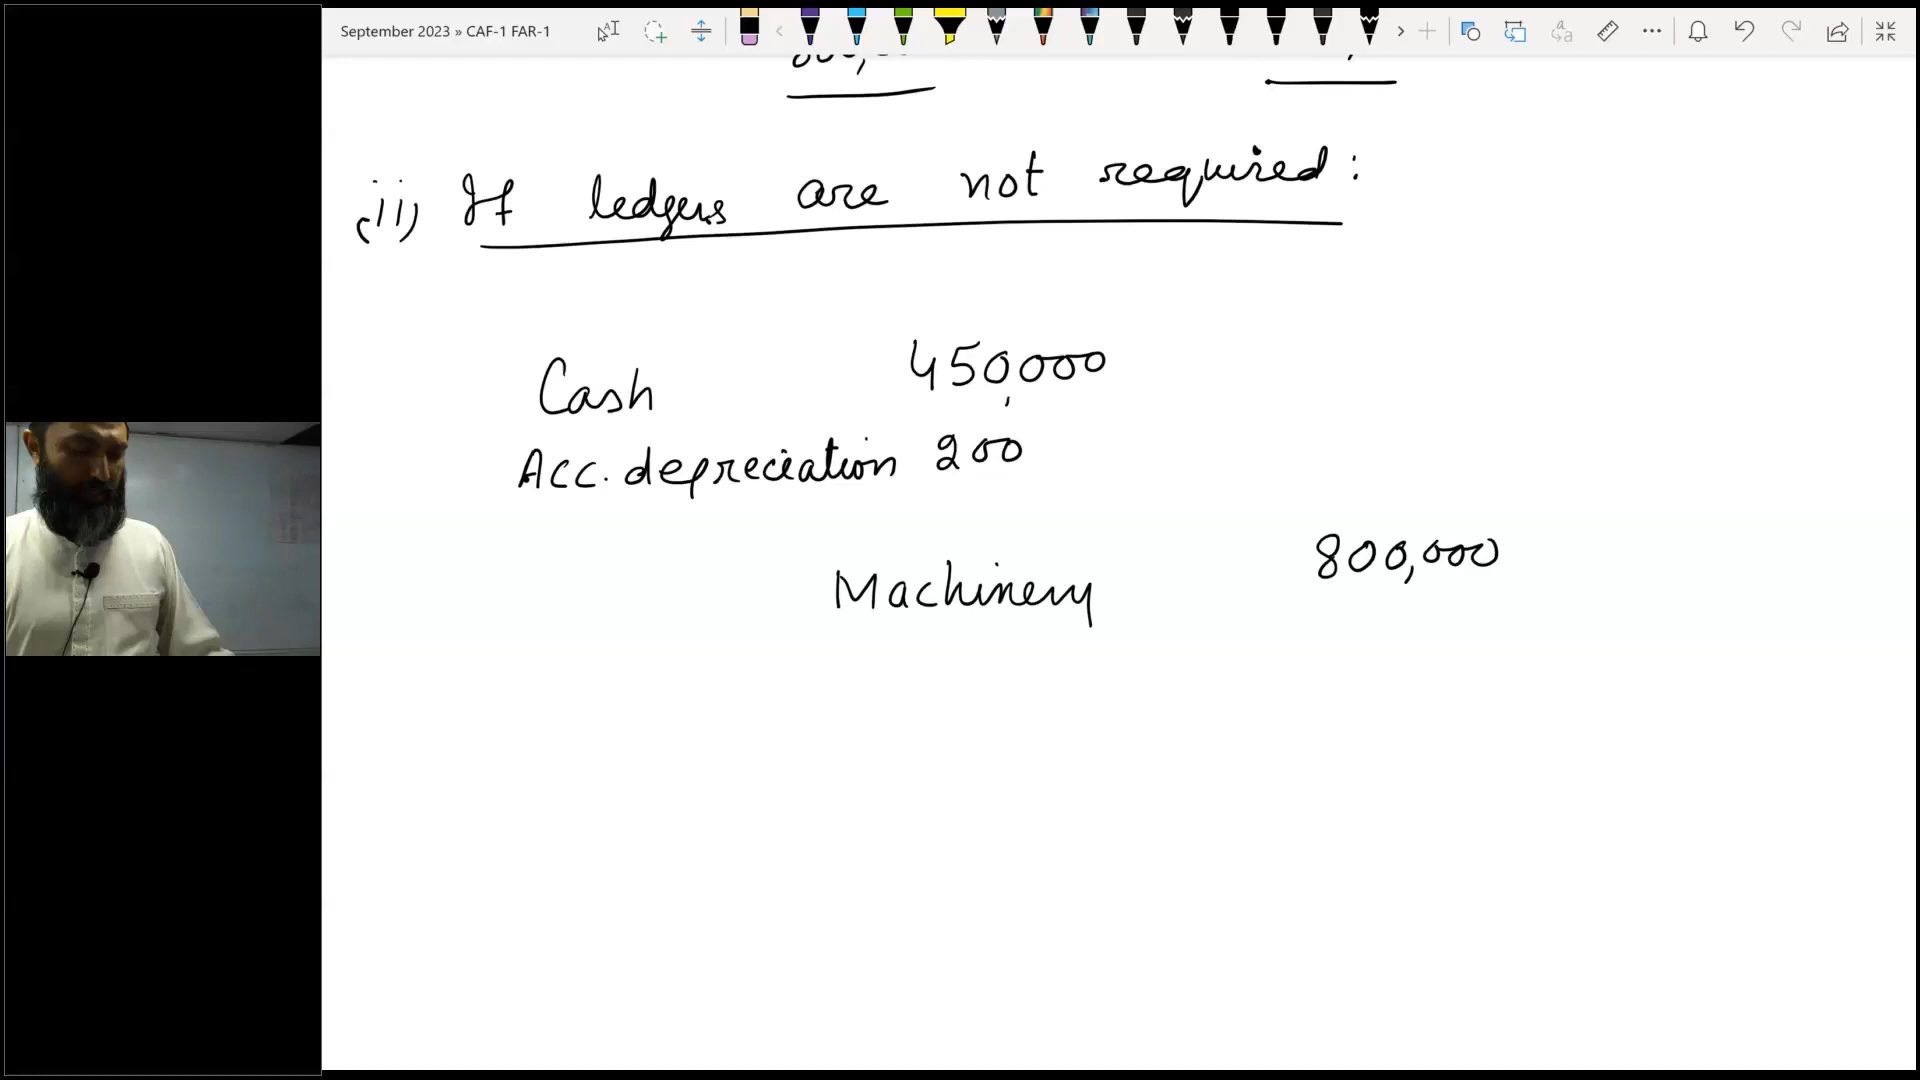 September 2023 » CAF-1 FAR-1
(ii) If ledgers are not required:
Cash 450,000
Acc. depreciation 200
Machinery 800,000